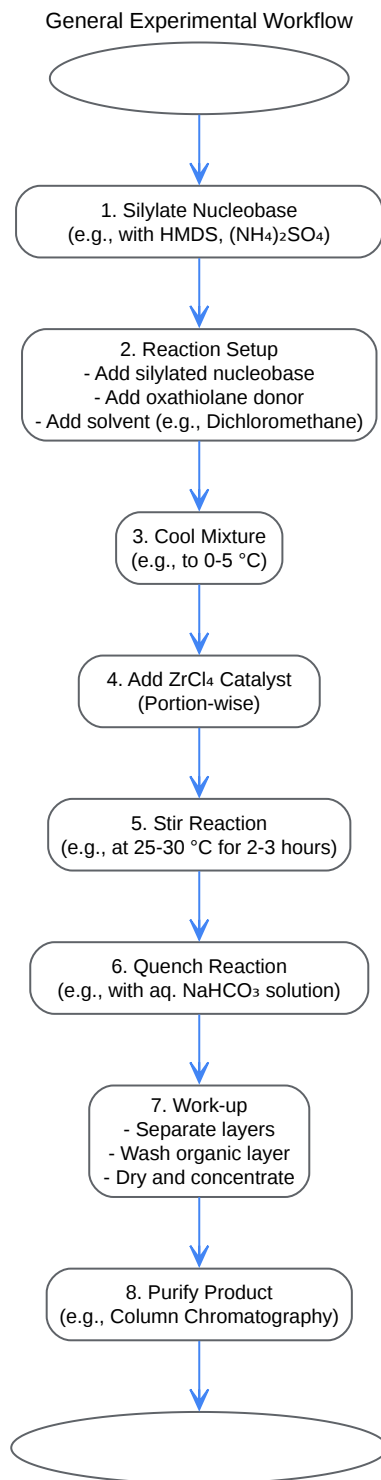 General Experimental Workflow
1. Silylate Nucleobase
(e.g., with HMDS, (NH₄)₂SO₄)
2. Reaction Setup
- Add silylated nucleobase
- Add oxathiolane donor
- Add solvent (e.g., Dichloromethane)
3. Cool Mixture
(e.g., to 0-5 °C)
4. Add ZrCl₄ Catalyst
(Portion-wise)
5. Stir Reaction
(e.g., at 25-30 °C for 2-3 hours)
6. Quench Reaction
(e.g., with aq. NaHCO₃ solution)
7. Work-up
- Separate layers
- Wash organic layer
- Dry and concentrate
8. Purify Product
(e.g., Column Chromatography)